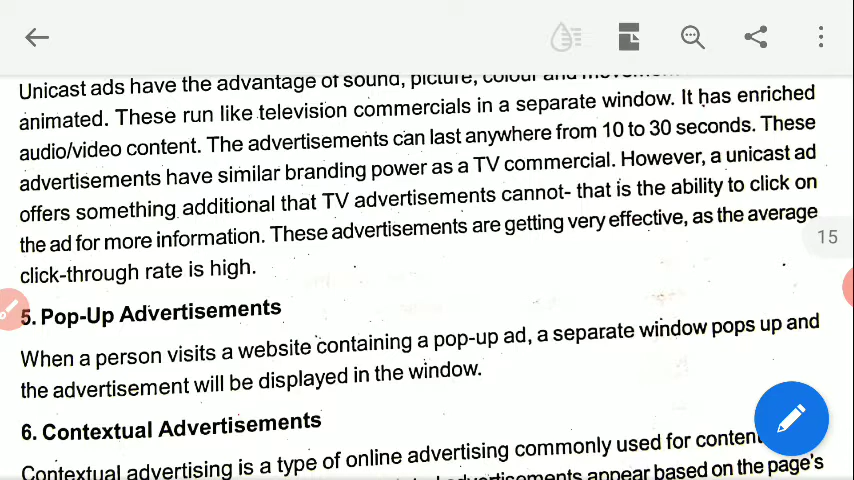 Unicast ads have the advantage of sound, picture, colour and
animated. These run like television commercials in a separate window. It has enriched
audio/video content. The advertisements can last anywhere from 10 to 30 seconds. These
advertisements have similar branding power as a TV commercial. However, a unicast ad
offers something additional that TV advertisements cannot- that is the ability to click on
the ad for more information. These advertisements are getting very effective, as the average
click-through rate is high.
15
5. Pop-Up Advertisements
When a person visits a website containing a pop-up ad, a separate window pops up and
the advertisement will be displayed in the window.
6. Contextual Advertisements
Contextual advertising is a type of online advertising commonly used for
advertisements appear based on the page's